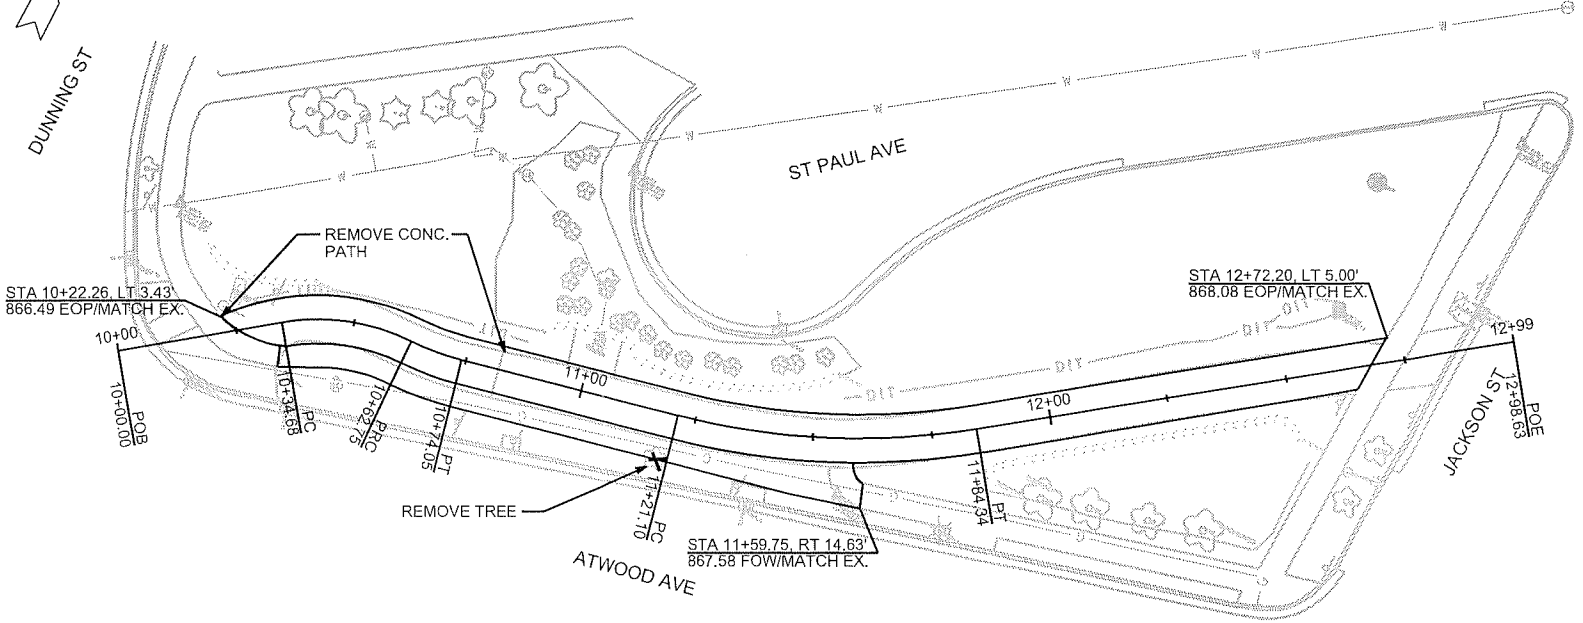 DUNNING ST
ST PAUL AVE
REMOVE CONC.
PATH
STA 10+22.26, LT 3.43'
866.49 EOP/MATCH EX.
STA 12+72.20, LT 5.00'
868.08 EOP/MATCH EX.
10+00
11+00
12+00
12+99
POB
10+00.00
PC
10+34.68
PRC
10+62.75
PT
10+74.05
PC
11+21.10
PT
11+84.34
POE
12+98.63
JACKSON ST
REMOVE TREE
STA 11+59.75, RT 14.63'
867.58 FOW/MATCH EX.
ATWOOD AVE